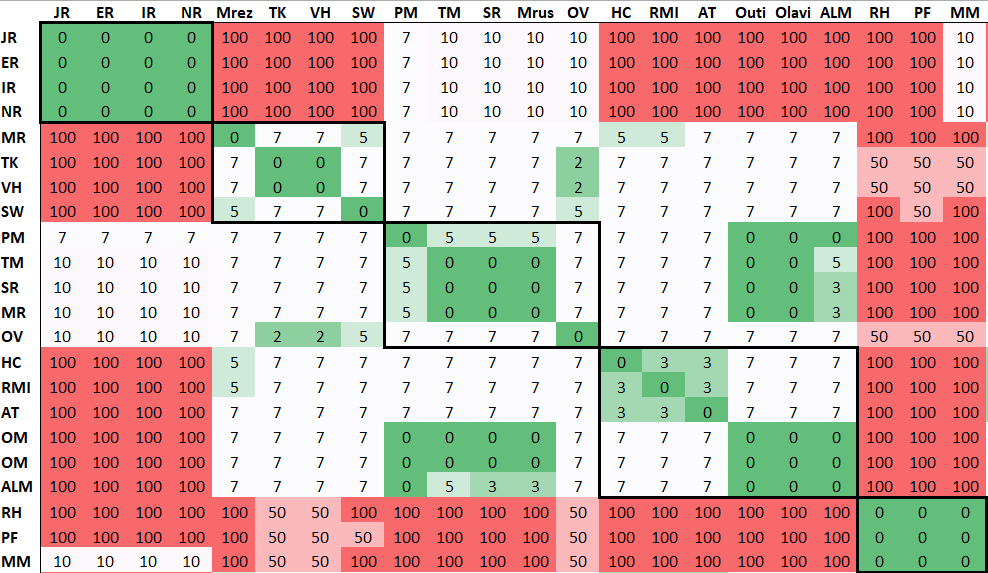 JR ER IR NR Mrez TK VH SW PM TM SR Mrus OV HC RMI AT Outi Olavi ALM RH PF MM
JR 0 0 0 0 100 100 100 100 7 10 10 10 10 100 100 100 100 100 100 100 100 10
ER 0 0 0 0 100 100 100 100 7 10 10 10 10 100 100 100 100 100 100 100 100 10
IR 0 0 0 0 100 100 100 100 7 10 10 10 10 100 100 100 100 100 100 100 100 10
NR 0 0 0 0 100 100 100 100 7 10 10 10 10 100 100 100 100 100 100 100 100 10
MR 100 100 100 100 0 7 7 5 7 7 7 7 7 5 5 7 7 7 7 100 100 100
TK 100 100 100 100 7 0 0 7 7 7 7 7 2 7 7 7 7 7 7 50 50 50
VH 100 100 100 100 7 0 0 7 7 7 7 7 2 7 7 7 7 7 7 50 50 50
SW 100 100 100 100 5 7 7 0 7 7 7 7 5 7 7 7 7 7 7 100 50 100
PM 7 7 7 7 7 7 7 7 0 5 5 5 7 7 7 7 0 0 0 100 100 100
TM 10 10 10 10 7 7 7 7 5 0 0 0 7 7 7 7 0 0 5 100 100 100
SR 10 10 10 10 7 7 7 7 5 0 0 0 7 7 7 7 0 0 3 100 100 100
MR 10 10 10 10 7 7 7 7 5 0 0 0 7 7 7 7 0 0 3 100 100 100
OV 10 10 10 10 7 2 2 5 7 7 7 7 0 7 7 7 7 7 7 50 50 50
HC 100 100 100 100 5 7 7 7 7 7 7 7 7 0 3 3 7 7 7 100 100 100
RMI 100 100 100 100 5 7 7 7 7 7 7 7 7 3 0 3 7 7 7 100 100 100
AT 100 100 100 100 7 7 7 7 7 7 7 7 7 3 3 0 7 7 7 100 100 100
OM 100 100 100 100 7 7 7 7 0 0 0 0 7 7 7 7 0 0 0 100 100 100
OM 100 100 100 100 7 7 7 7 0 0 0 0 7 7 7 7 0 0 0 100 100 100
ALM 100 100 100 100 7 7 7 7 0 5 3 3 7 7 7 7 0 0 0 100 100 100
RH 100 100 100 100 100 50 50 100 100 100 100 100 50 100 100 100 100 100 100 0 0 0
PF 100 100 100 100 100 50 50 50 100 100 100 100 50 100 100 100 100 100 100 0 0 0
MM 10 10 10 10 100 50 50 100 100 100 100 100 50 100 100 100 100 100 100 0 0 0